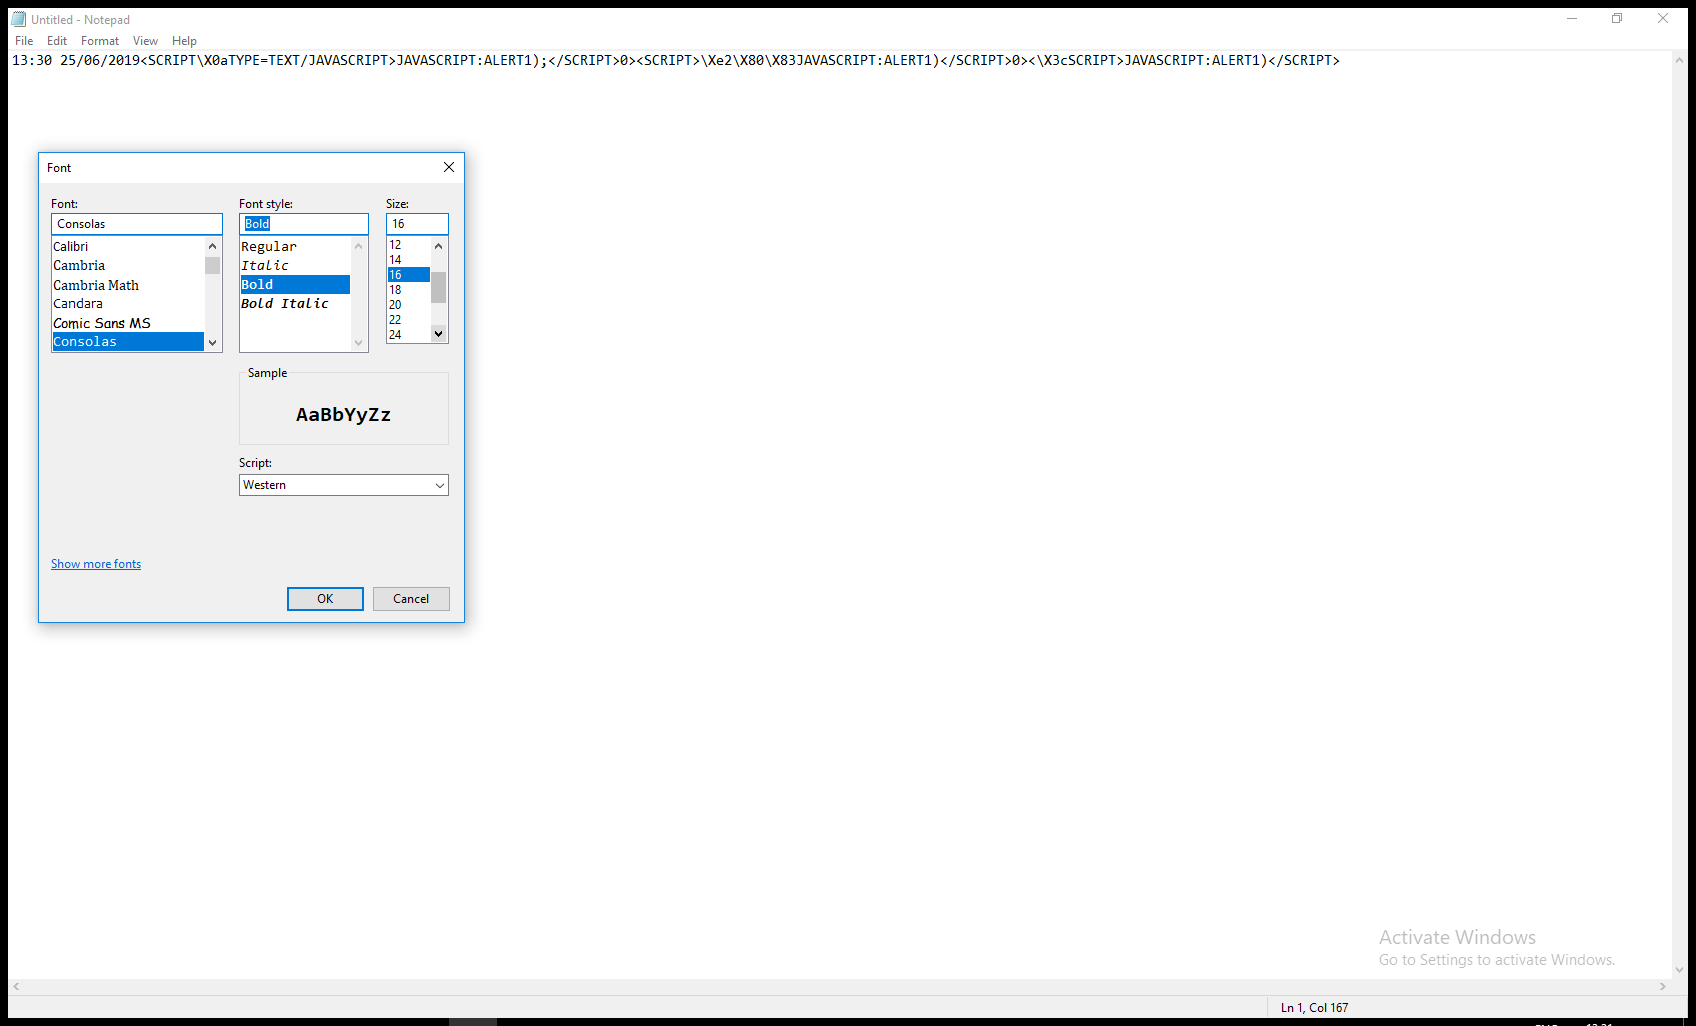 Untitled - Notepad
File Edit Format View Help
13:30 25/06/2019<SCRIPT\X0aTYPE=TEXT/JAVASCRIPT>JAVASCRIPT:ALERT1);</SCRIPT>0><SCRIPT>\Xe2\X80\X83JAVASCRIPT:ALERT1)</SCRIPT>0><\X3cSCRIPT>JAVASCRIPT:ALERT1)</SCRIPT>
Font
Font: Font style: Size:
Consolas Bold 16
Calibri Regular 12
Cambria Italic 14
Cambria Math Bold 16
Candara Bold Italic 18
Comic Sans MS 20
Consolas 22
24
Sample
AaBbYyZz
Script:
Western
Show more fonts
OK Cancel
Activate Windows
Go to Settings to activate Windows.
Ln 1, Col 167